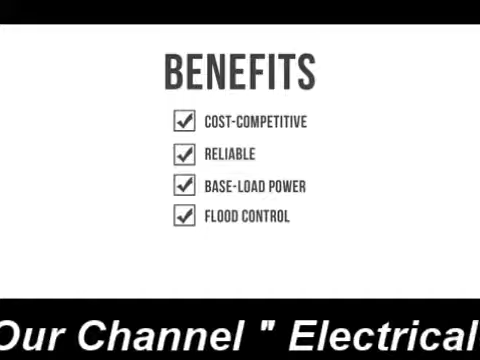 BENEFITS
COST-COMPETITIVE
RELIABLE
BASE-LOAD POWER
FLOOD CONTROL
Our Channel " Electrical